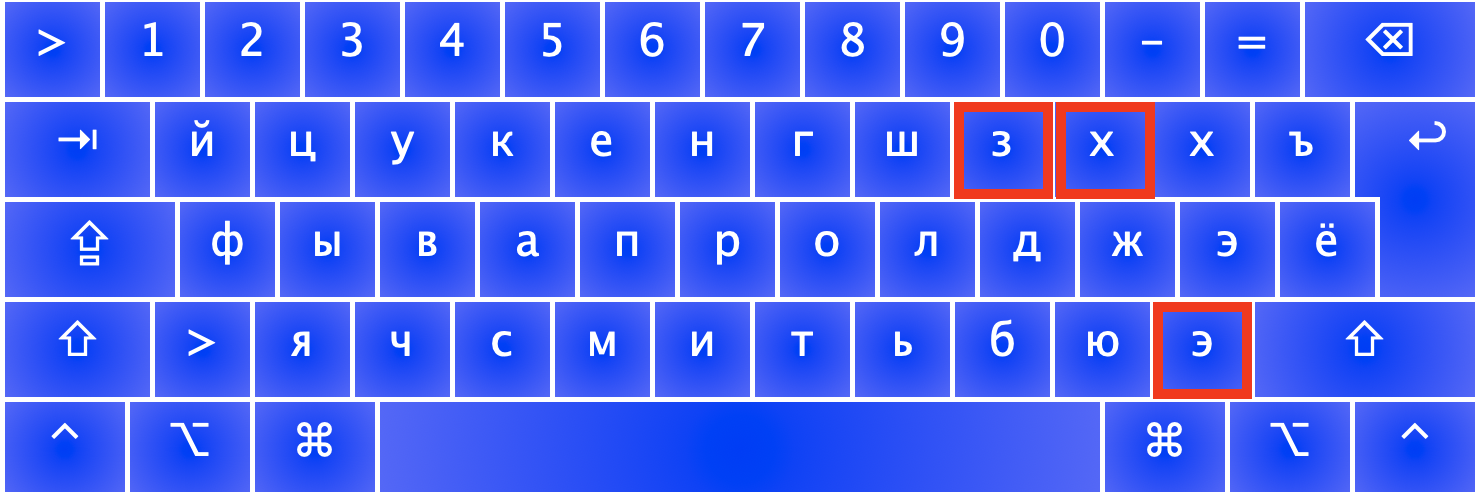 > 1 2 3 4 5 6 7 8 9 0 - =
й ц у к е н г ш з х х ъ
ф ы в а п р о л д ж э ё
> я ч с м и т ь б ю э